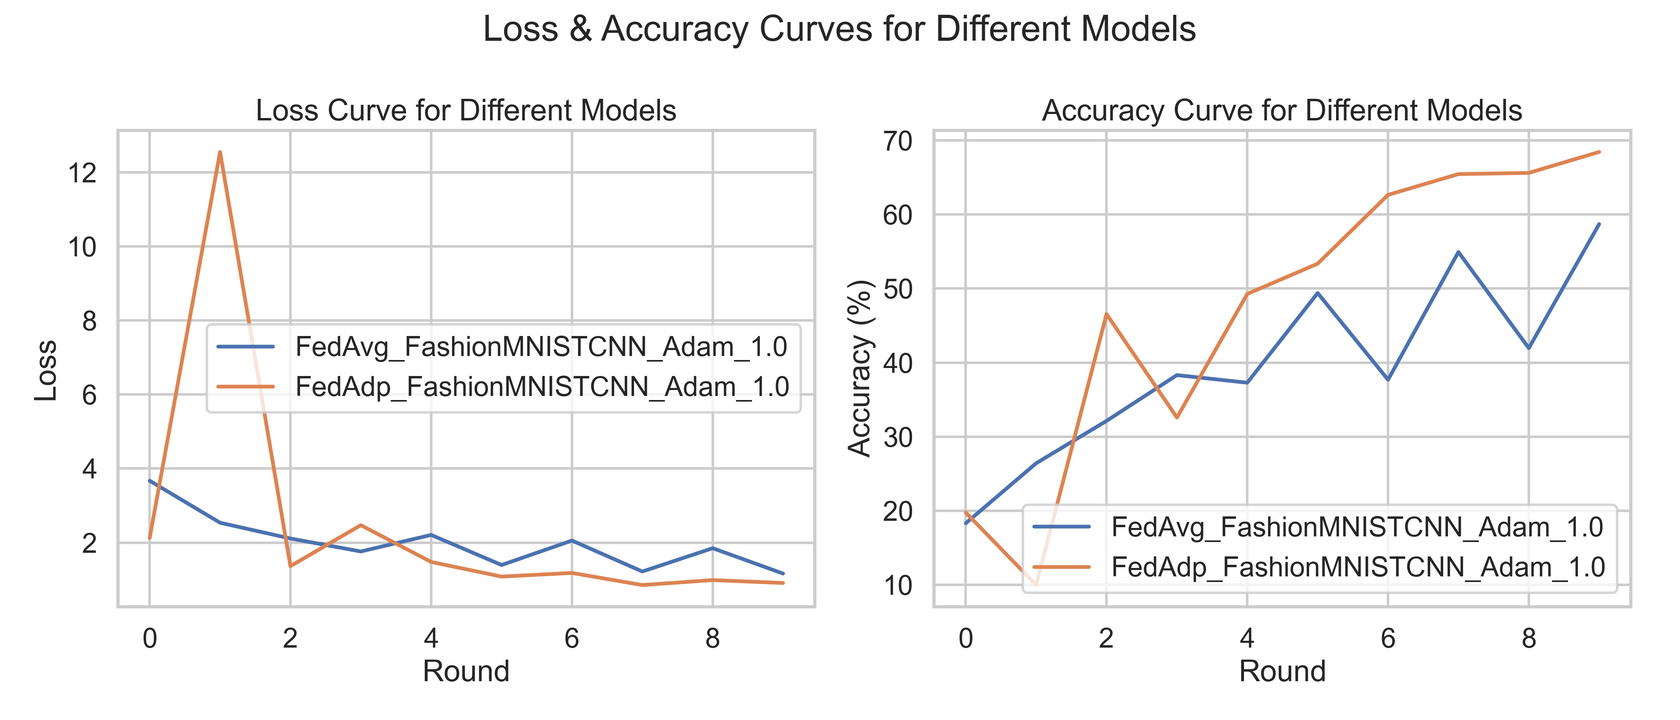 Loss & Accuracy Curves for Different Models
Loss Curve for Different Models
12
10
8
6
4
2
Loss
FedAvg_FashionMNISTCNN_Adam_1.0
FedAdp_FashionMNISTCNN_Adam_1.0
0 2 4 6 8
Round
Accuracy Curve for Different Models
70
60
50
40
30
20
10
Accuracy (%)
FedAvg_FashionMNISTCNN_Adam_1.0
FedAdp_FashionMNISTCNN_Adam_1.0
0 2 4 6 8
Round